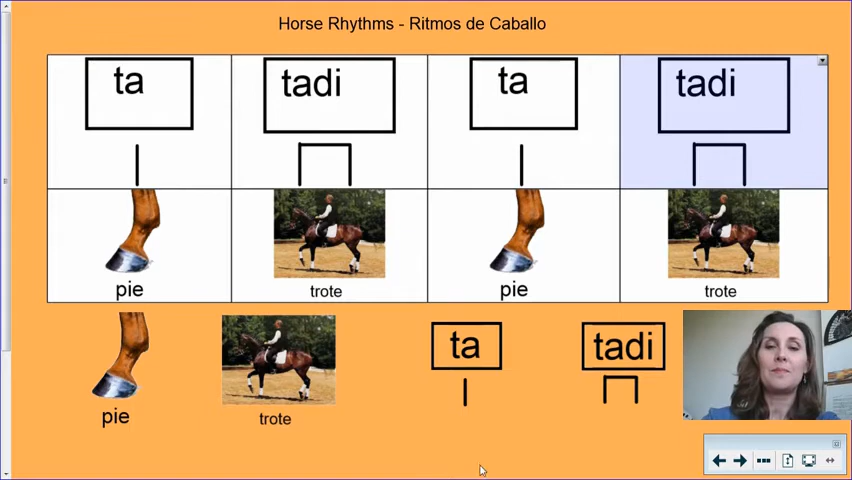 Horse Rhythms - Ritmos de Caballo
ta tadi ta tadi
pie trote pie trote
ta tadi
pie trote